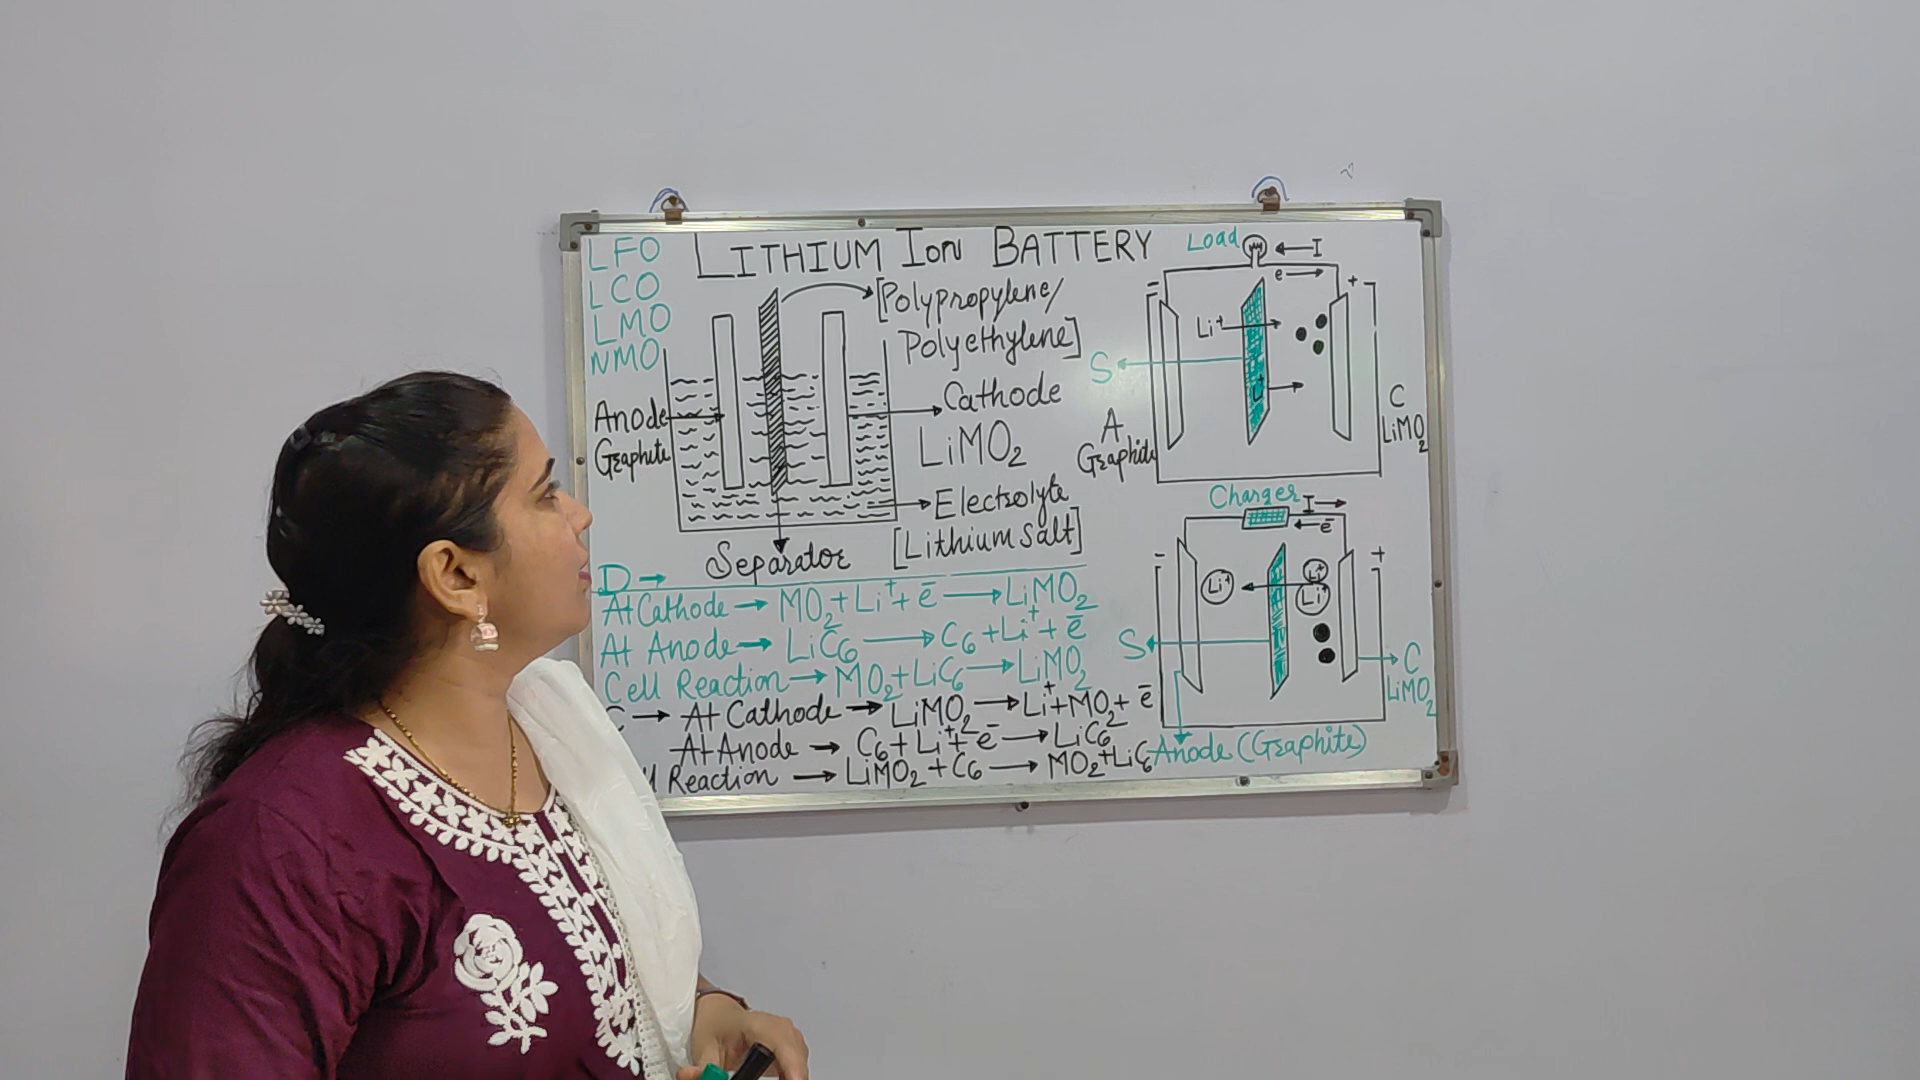 LFO
LCO
LMO
NMO
LITHIUM Ion BATTERY
[Polypropylene/
Polyethylene]
Anode
Graphite
Cathode
LiMO₂
Electrolyte
[Lithium Salt]
Separator
D →
At Cathode → MO₂ + Li⁺ + e̅ → LiMO₂
At Anode → LiC₆ → C₆ + Li⁺ + e̅
Cell Reaction → MO₂ + LiC₆ → LiMO₂
C → At Cathode → LiMO₂ → Li⁺ + MO₂ + e̅
At Anode → C₆ + Li⁺ + e̅ → LiC₆
Reaction → LiMO₂ + C₆ → MO₂ + LiC₆
Load ← I
e →
- +
Li⁺
S
Li⁺
A
Graphite
C
LiMO₂
Charger I →
← e̅
- +
Li⁺ Li⁺
Li⁺
S
C
LiMO₂
Anode (Graphite)